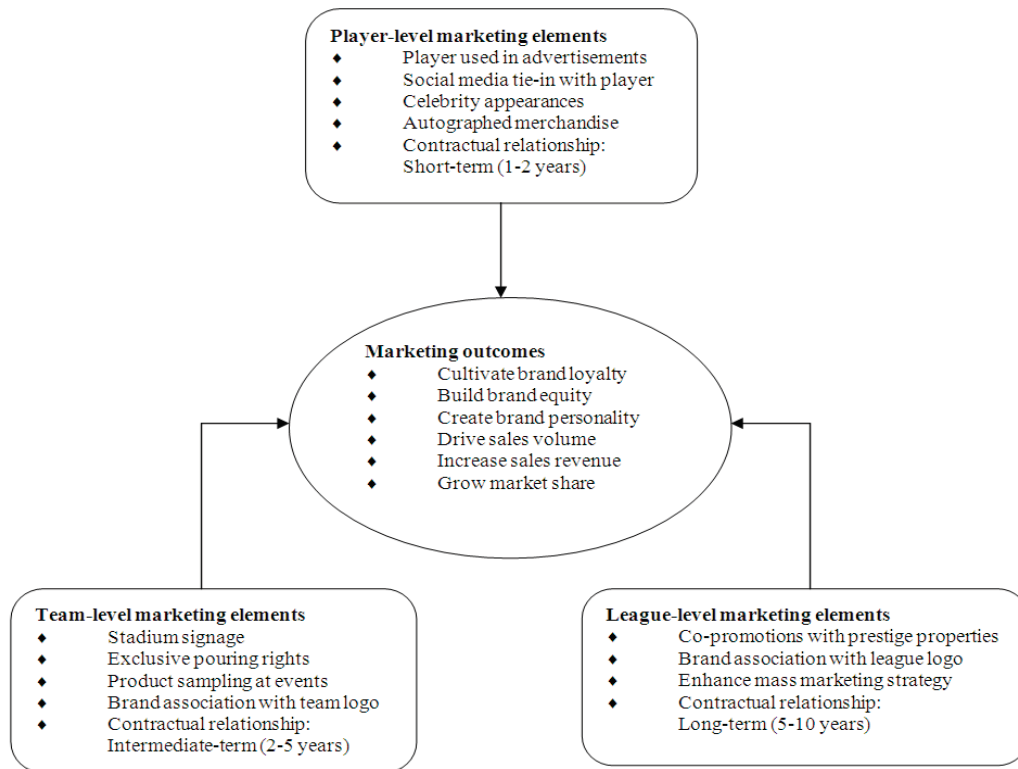 Player-level marketing elements
◆ Player used in advertisements
◆ Social media tie-in with player
◆ Celebrity appearances
◆ Autographed merchandise
◆ Contractual relationship:
Short-term (1-2 years)
Marketing outcomes
◆ Cultivate brand loyalty
◆ Build brand equity
◆ Create brand personality
◆ Drive sales volume
◆ Increase sales revenue
◆ Grow market share
Team-level marketing elements
◆ Stadium signage
◆ Exclusive pouring rights
◆ Product sampling at events
◆ Brand association with team logo
◆ Contractual relationship:
Intermediate-term (2-5 years)
League-level marketing elements
◆ Co-promotions with prestige properties
◆ Brand association with league logo
◆ Enhance mass marketing strategy
◆ Contractual relationship:
Long-term (5-10 years)